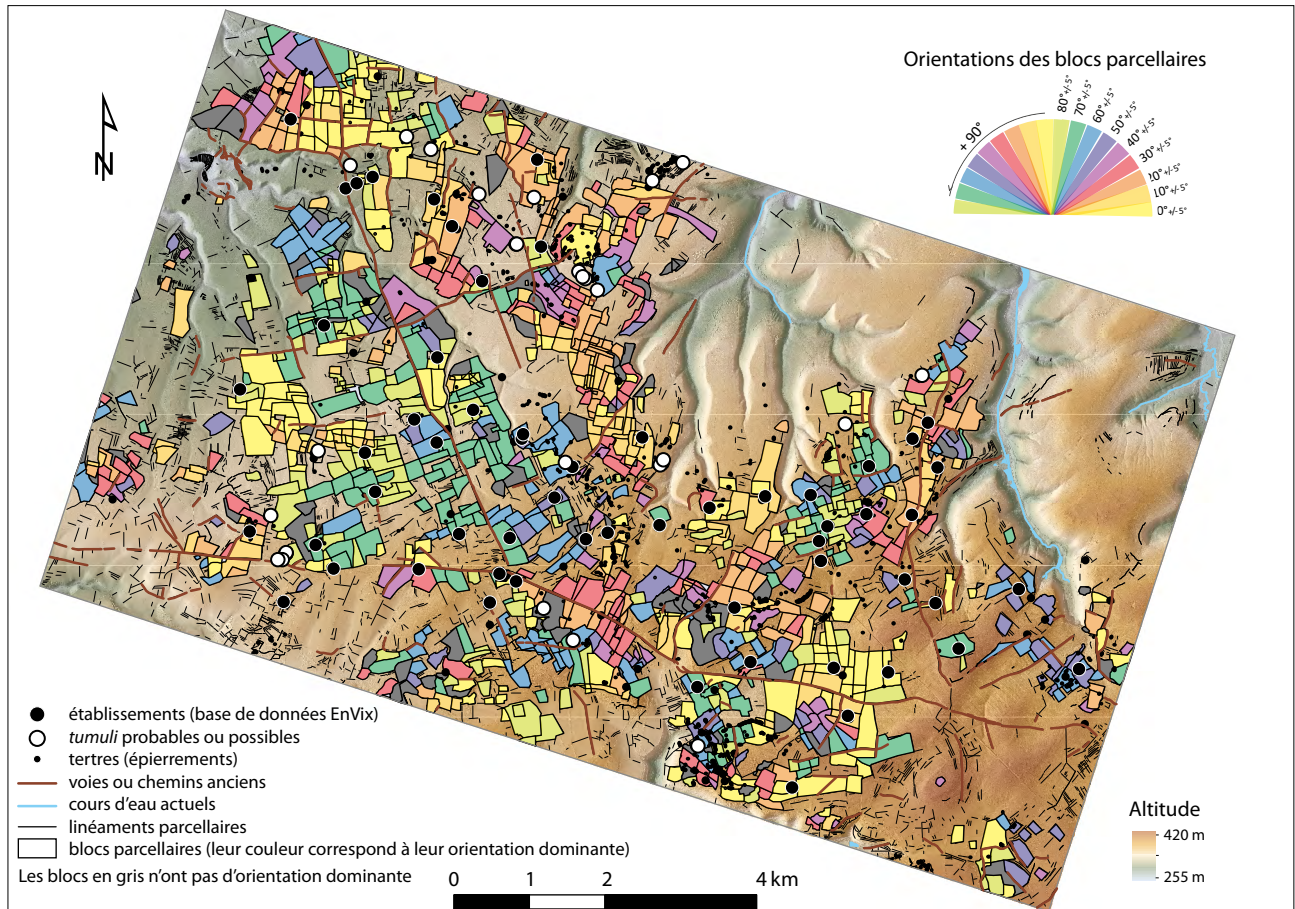 Orientations des blocs parcellaires
+ 90°
80° +/-5°
70° +/-5°
60° +/-5°
50° +/-5°
40° +/-5°
30° +/-5°
20° +/-5°
10° +/-5°
0° +/-5°
N
établissements (base de données EnVix)
tumuli probables ou possibles
tertres (épierrements)
voies ou chemins anciens
cours d'eau actuels
linéaments parcellaires
blocs parcellaires (leur couleur correspond à leur orientation dominante)
Les blocs en gris n'ont pas d'orientation dominante
0 1 2 4 km
Altitude
420 m
255 m